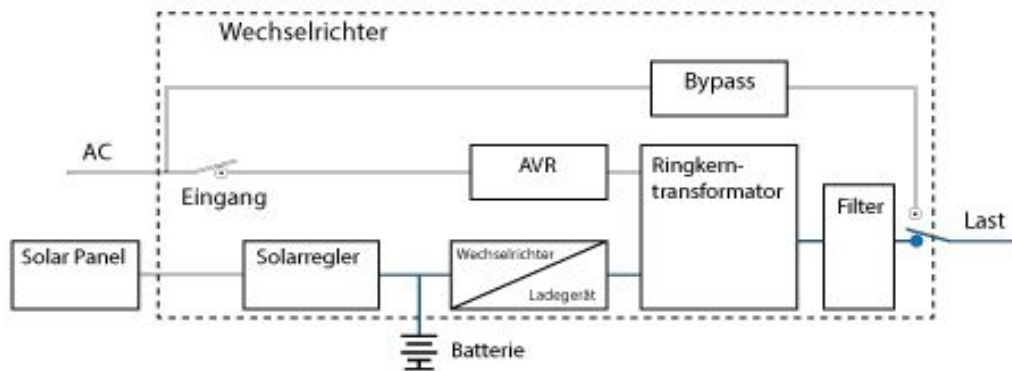 Wechselrichter
Bypass
AC
AVR
Ringkern-
transformator
Eingang
Filter
Last
Solar Panel
Solarregler
Wechselrichter
Ladegerät
Batterie